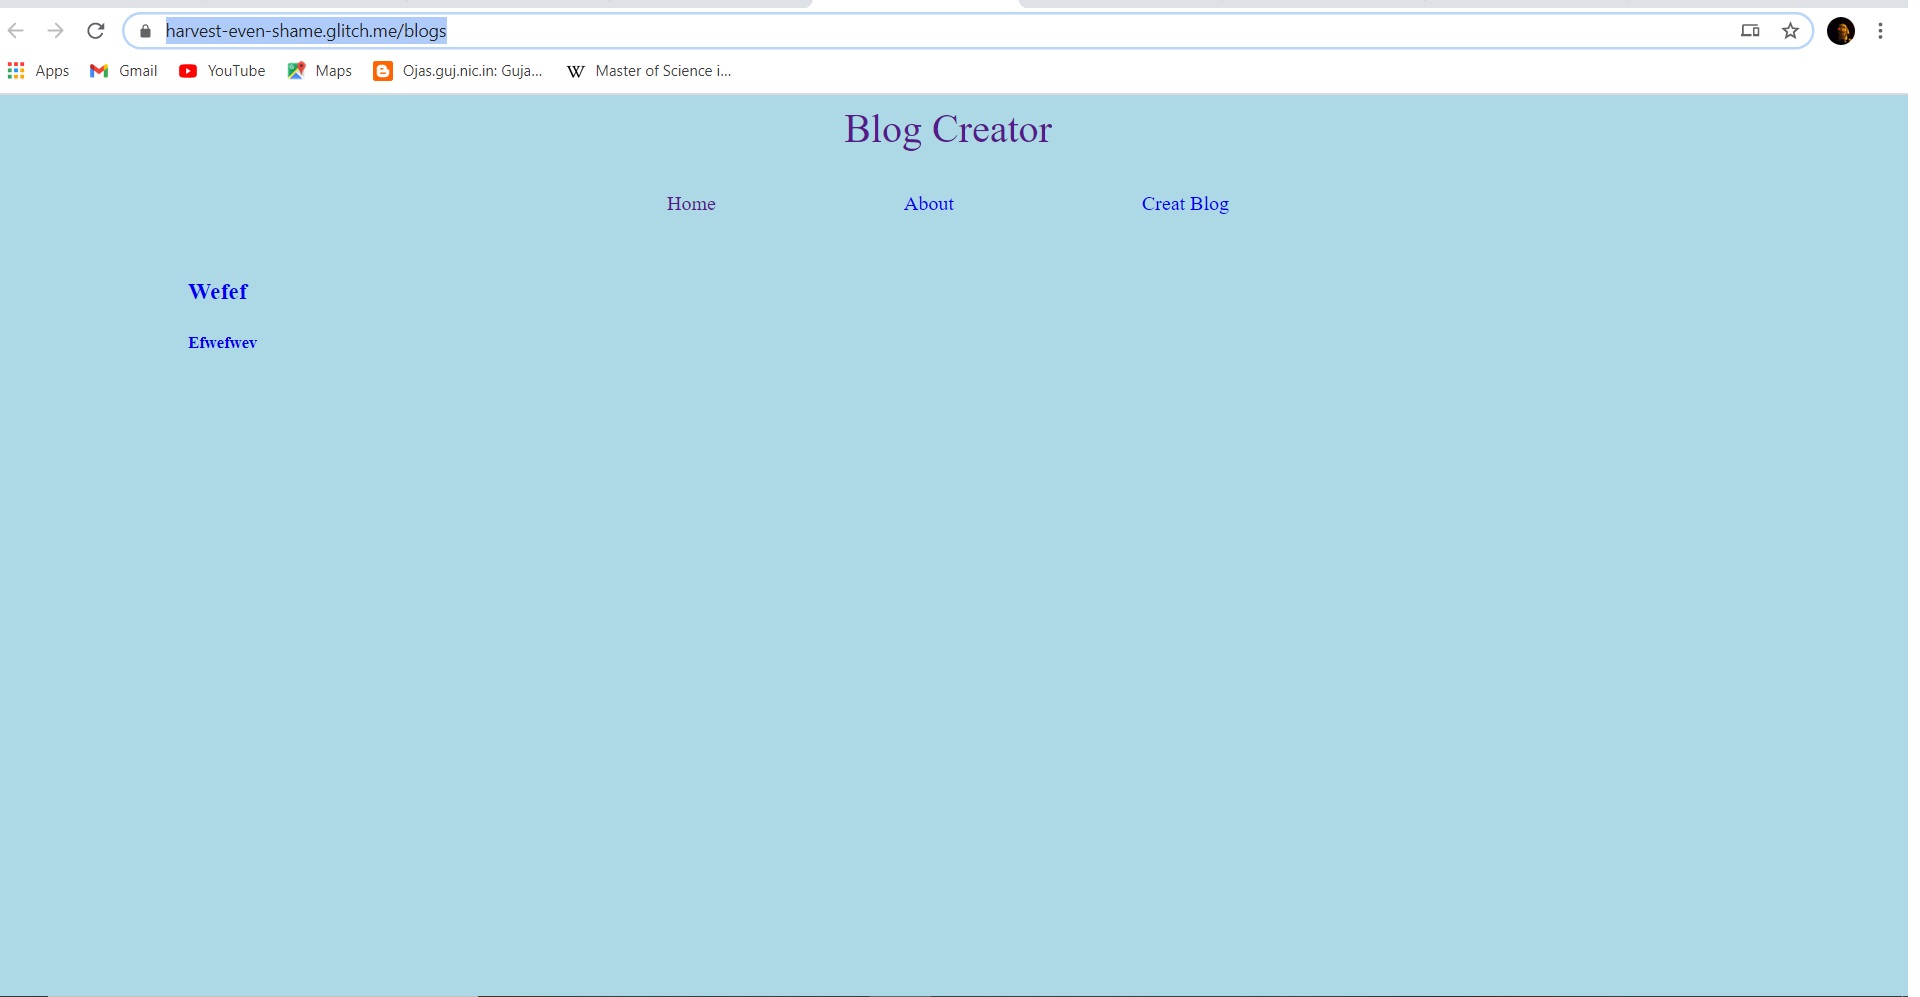 harvest-even-shame.glitch.me/blogs
Apps Gmail YouTube Maps Ojas.guj.nic.in: Guja... W Master of Science i...
Blog Creator
Home About Creat Blog
Wefef
Efwefwev